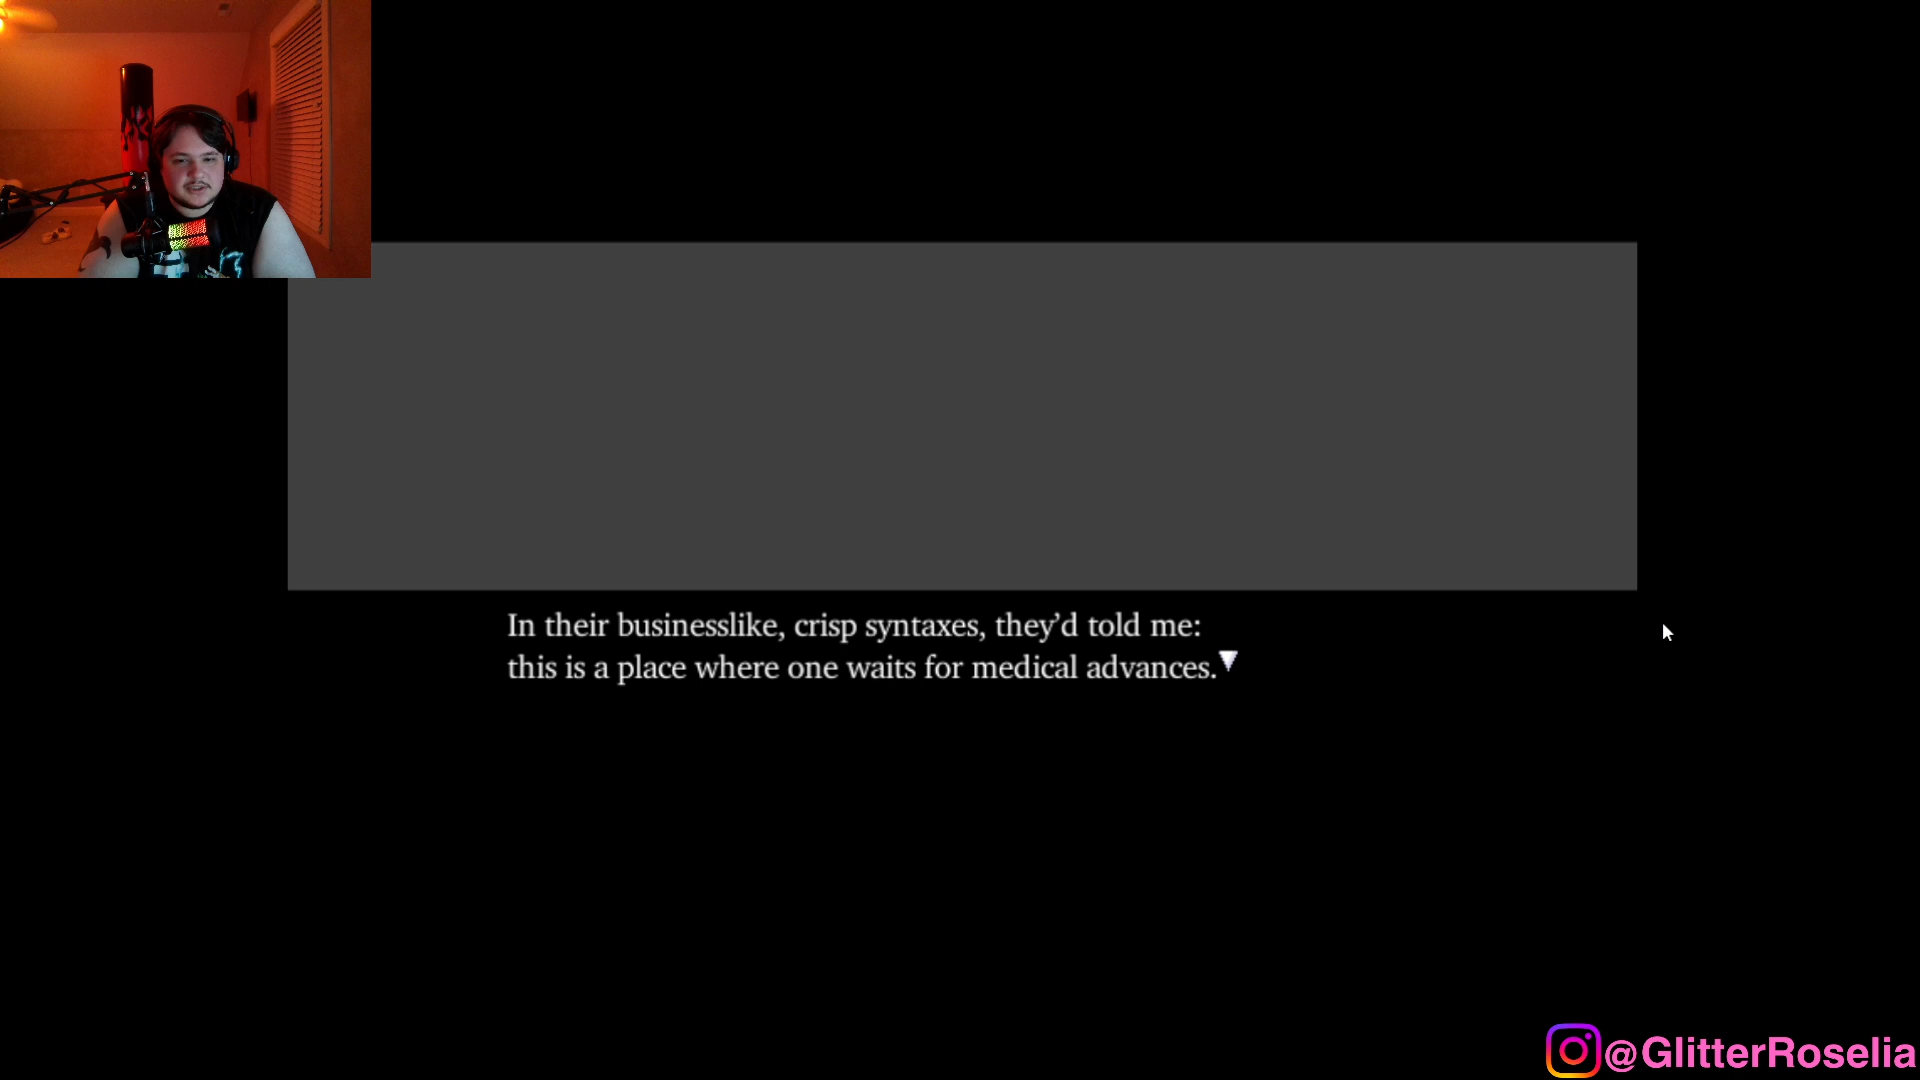 In their businesslike, crisp syntaxes, they’d told me:
this is a place where one waits for medical advances.
@GlitterRoselia